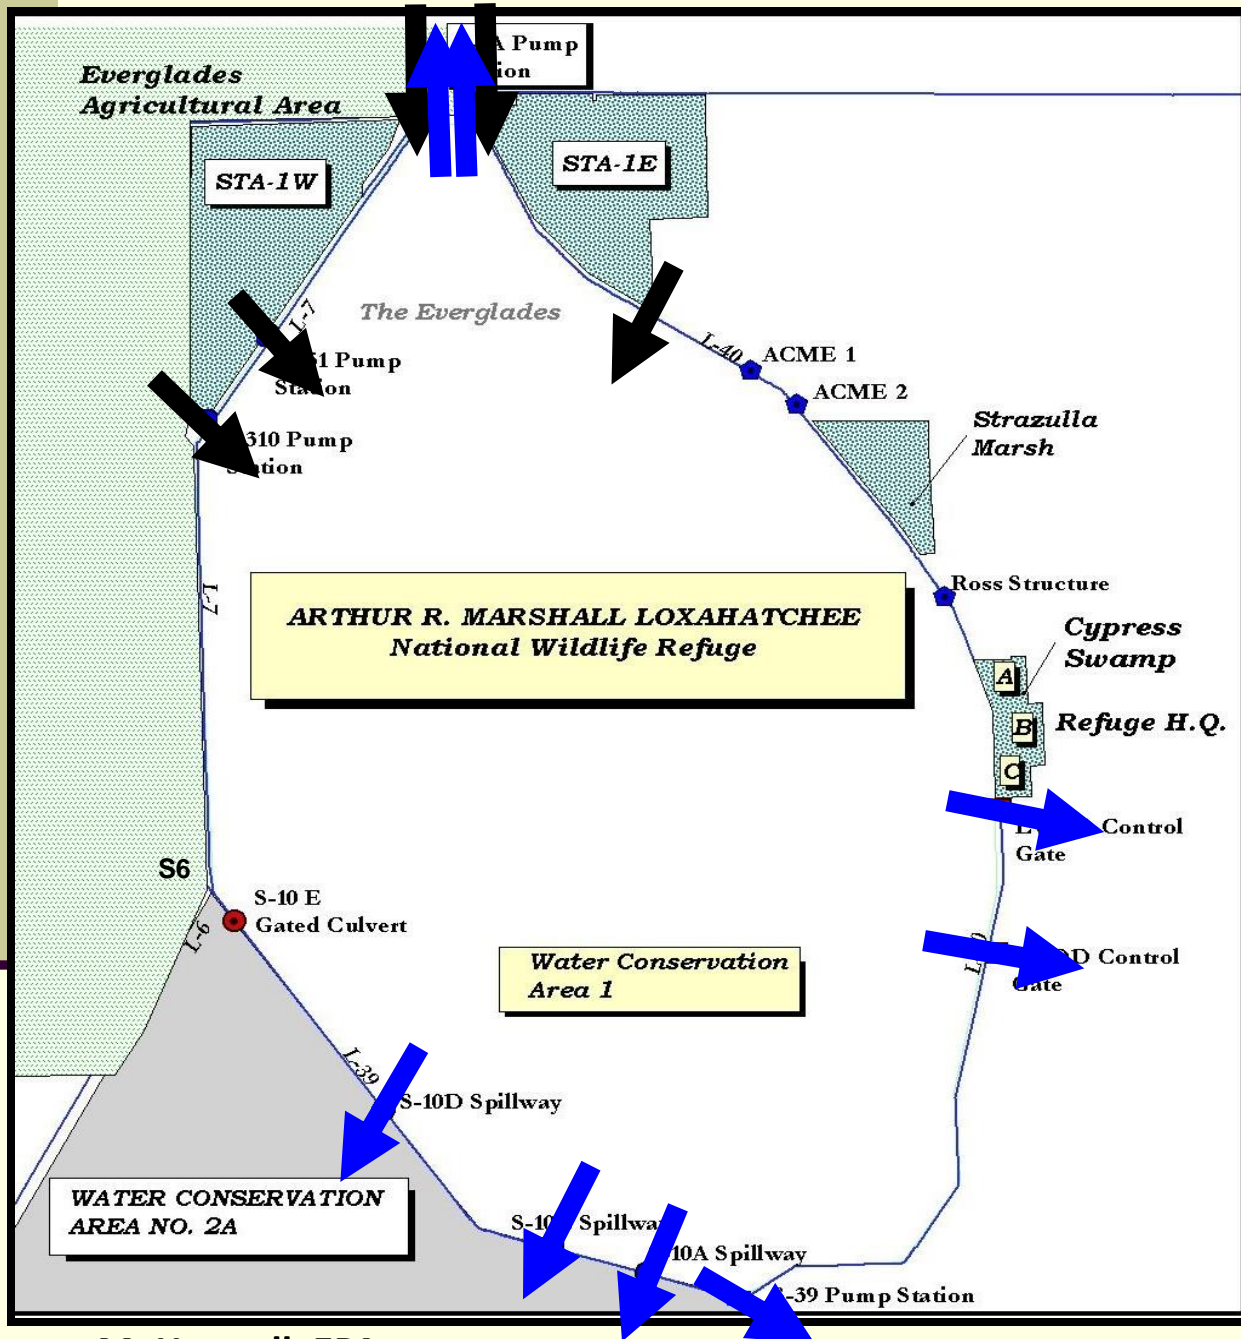 Everglades
Agricultural Area
A Pump
STA-1W
STA-1E
The Everglades
L-7
L-40
ACME 1
ACME 2
Pump
Station
310 Pump
Station
Strazulla
Marsh
L-7
ARTHUR R. MARSHALL LOXAHATCHEE
National Wildlife Refuge
Ross Structure
Cypress
Swamp
A
B
C
Refuge H.Q.
Control
Gate
S6
S-10 E
Gated Culvert
L-6
Water Conservation
Area 1
D Control
Gate
L-39
S-10D Spillway
WATER CONSERVATION
AREA NO. 2A
Spillway
10A Spillway
-39 Pump Station